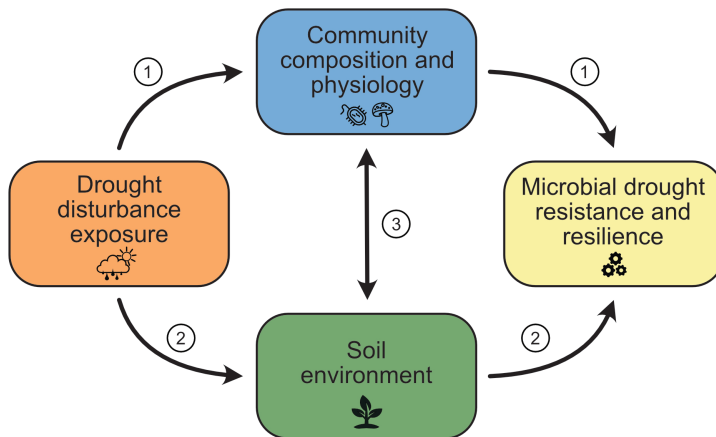 Community
composition and
physiology
1
1
Drought
disturbance
exposure
Microbial drought
resistance and
resilience
3
2
2
Soil
environment